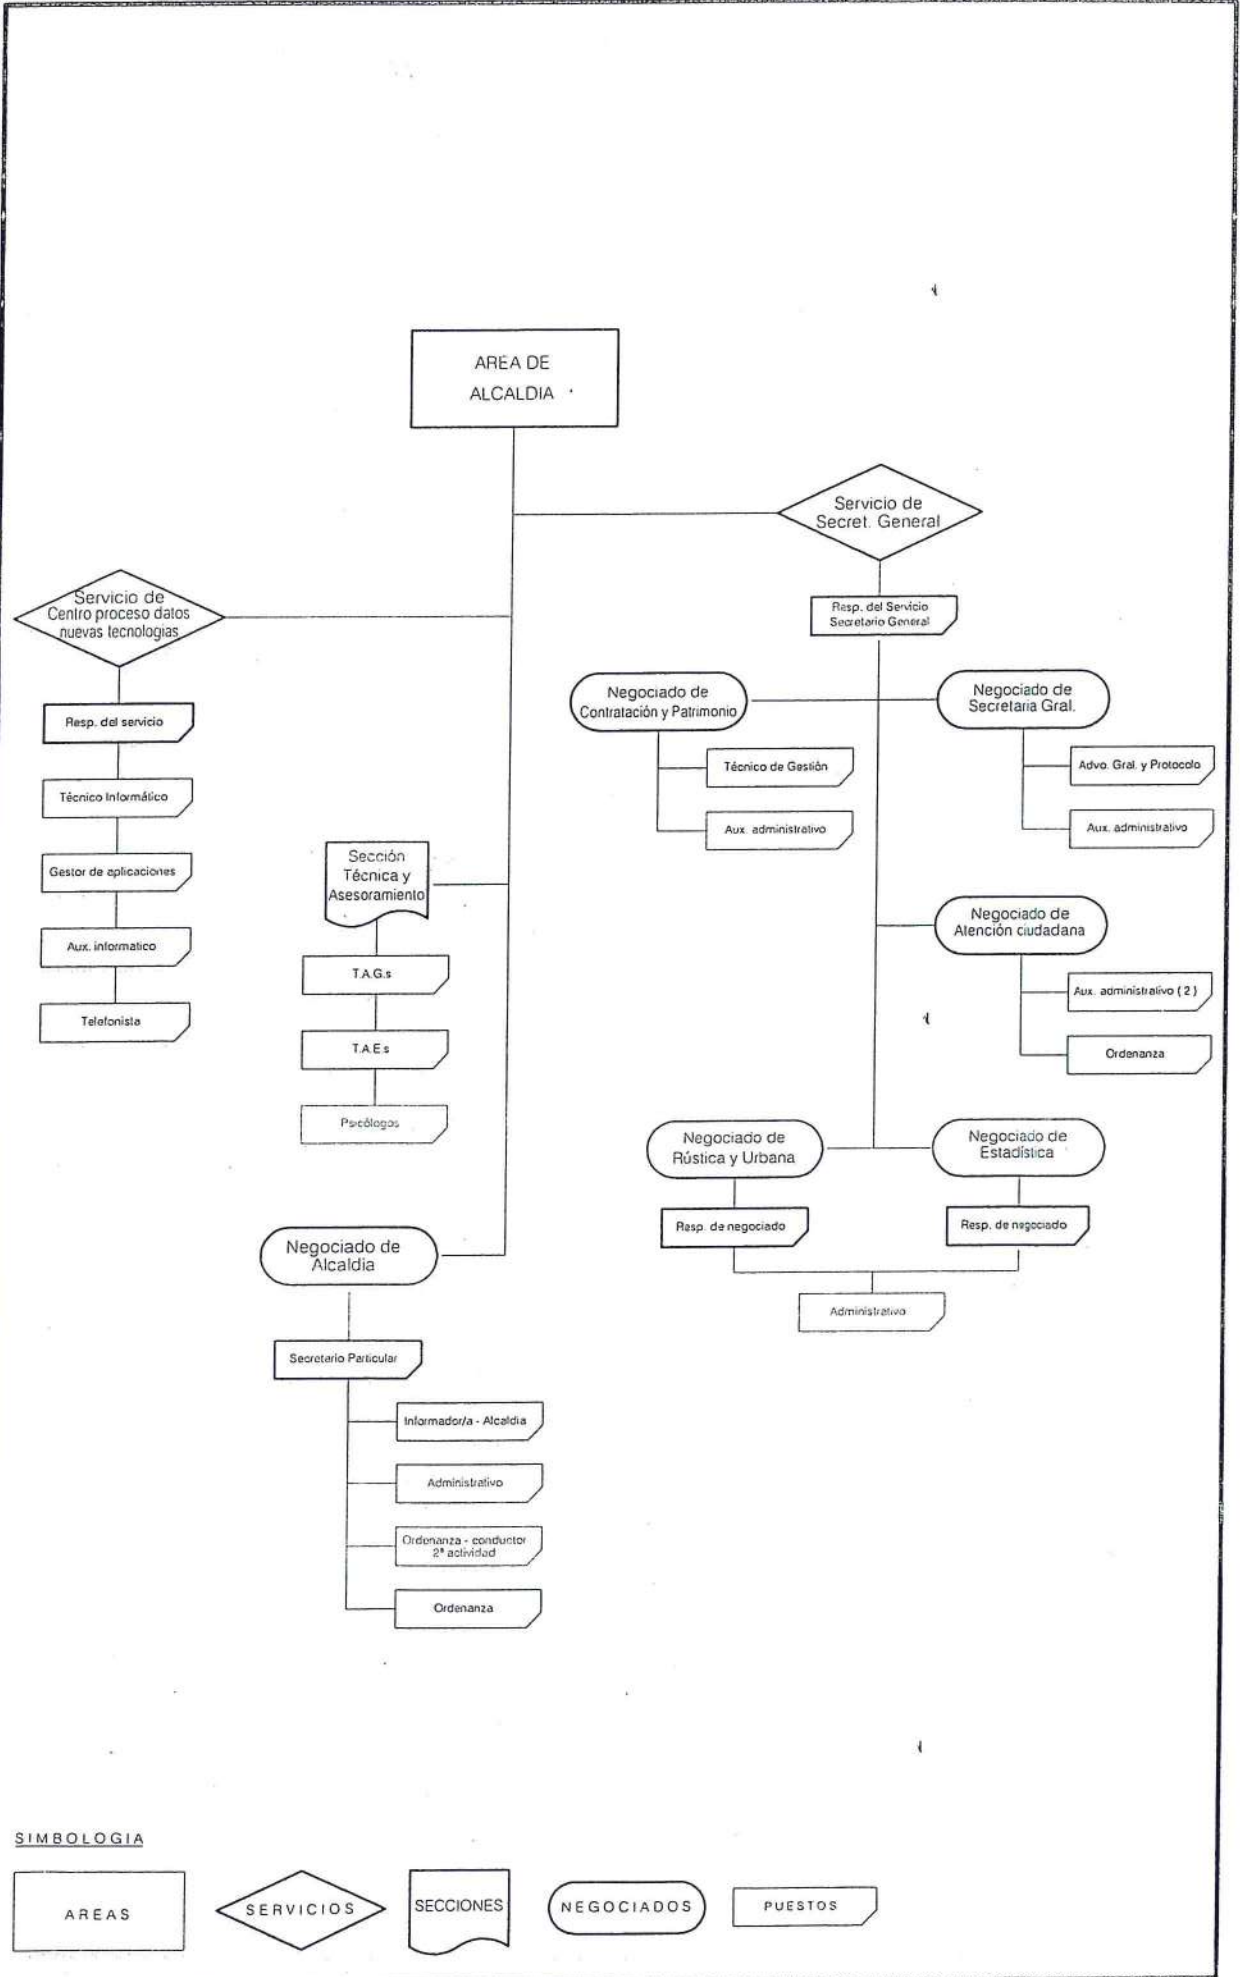 AREA DE
ALCALDIA
Servicio de
Secret. General
Servicio de
Centro proceso datos
nuevas tecnologias
Resp. del Servicio
Secretario General
Negociado de
Contratación y Patrimonio
Negociado de
Secretaria Gral.
Resp. del servicio
Técnico de Gestión
Advo. Gral. y Protocolo
Técnico Informático
Aux. administrativo
Aux. administrativo
Sección
Técnica y
Asesoramiento
Gestor de aplicaciones
Negociado de
Atención ciudadana
Aux. informatico
T.A.G.s
Aux. administrativo ( 2 )
Telefonista
T.A.E s
Ordenanza
Psicólogos
Negociado de
Rústica y Urbana
Negociado de
Estadística
Resp. de negociado
Resp. de negociado
Negociado de
Alcaldia
Administrativo
Secretario Particular
Informador/a - Alcaldia
Administrativo
Ordenanza - conductor
2ª actividad
Ordenanza
SIMBOLOGIA
AREAS
SERVICIOS
SECCIONES
NEGOCIADOS
PUESTOS